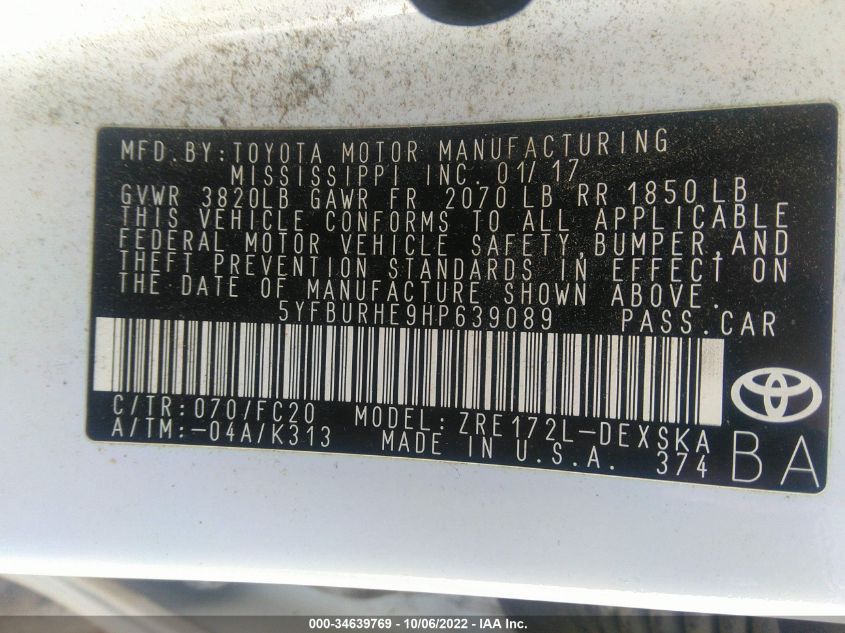 MFD.BY:TOYOTA MOTOR MANUFACTURING
MISSISSIPPI INC. 01/17
GVWR 3820LB GAWR FR 2070 LB RR 1850 LB
THIS VEHICLE CONFORMS TO ALL APPLICABLE
FEDERAL MOTOR VEHICLE SAFETY,BUMPER,AND
THEFT PREVENTION STANDARDS IN EFFECT ON
THE DATE OF MANUFACTURE SHOWN ABOVE.
5YFBURHE9HP639089 PASS.CAR
C/TR:070/FC20 MODEL:ZRE172L-DEXSKA
A/TM:-04A/K313 MADE IN U.S.A. 374
BA
000-34639769 - 10/06/2022 - IAA Inc.